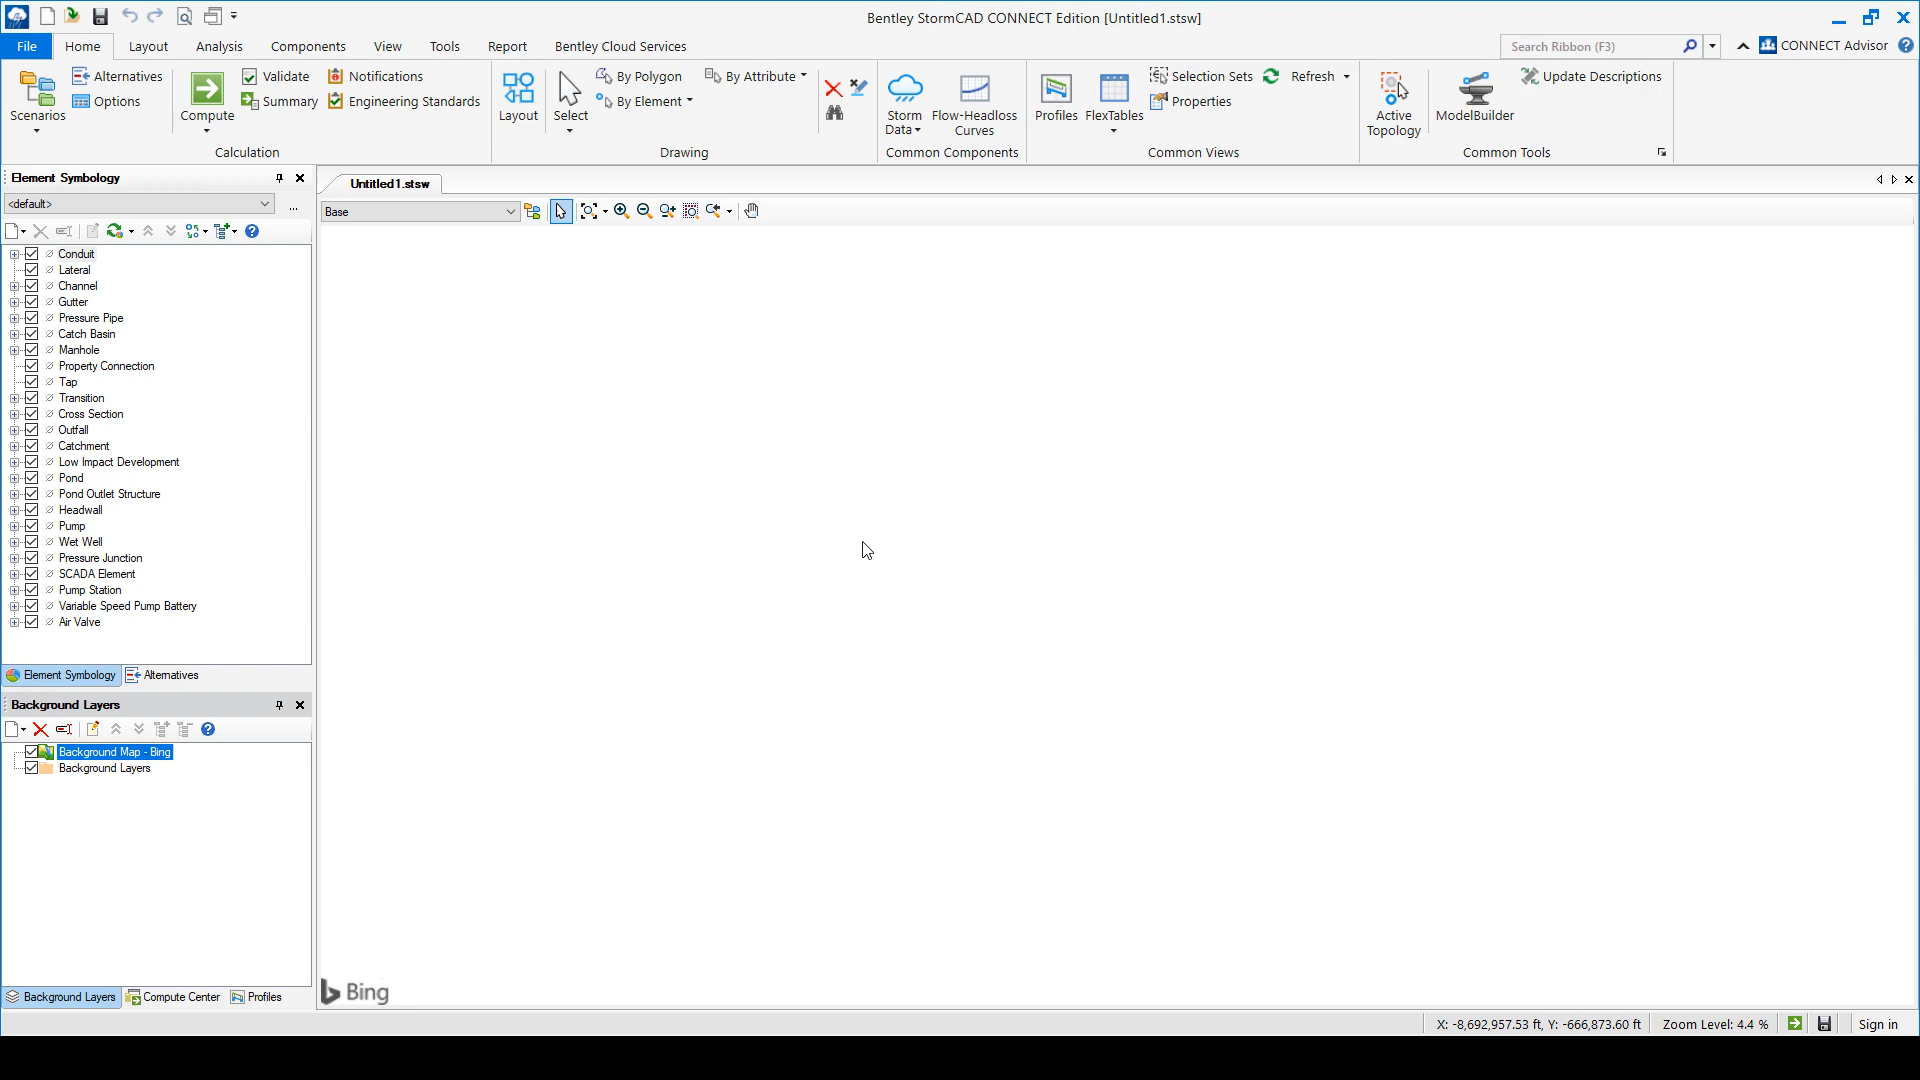 Bentley StormCAD CONNECT Edition [Untitled1.stsw]
File Home Layout Analysis Components View Tools Report Bentley Cloud Services
Search Ribbon (F3) CONNECT Advisor
Scenarios
Alternatives
Options
Compute
Validate
Summary
Notifications
Engineering Standards
Calculation
Layout
Select
By Polygon
By Element
By Attribute
Drawing
Storm
Data
Flow-Headloss
Curves
Common Components
Profiles
FlexTables
Selection Sets
Properties
Refresh
Common Views
Active
Topology
ModelBuilder
Update Descriptions
Common Tools
Element Symbology
<default>
...
Conduit
Lateral
Channel
Gutter
Pressure Pipe
Catch Basin
Manhole
Property Connection
Tap
Transition
Cross Section
Outfall
Catchment
Low Impact Development
Pond
Pond Outlet Structure
Headwall
Pump
Wet Well
Pressure Junction
SCADA Element
Pump Station
Variable Speed Pump Battery
Air Valve
Element Symbology Alternatives
Background Layers
Background Map - Bing
Background Layers
Background Layers Compute Center Profiles
Untitled1.stsw
Base
Bing
X: -8,692,957.53 ft, Y: -666,873.60 ft Zoom Level: 4.4 % Sign in